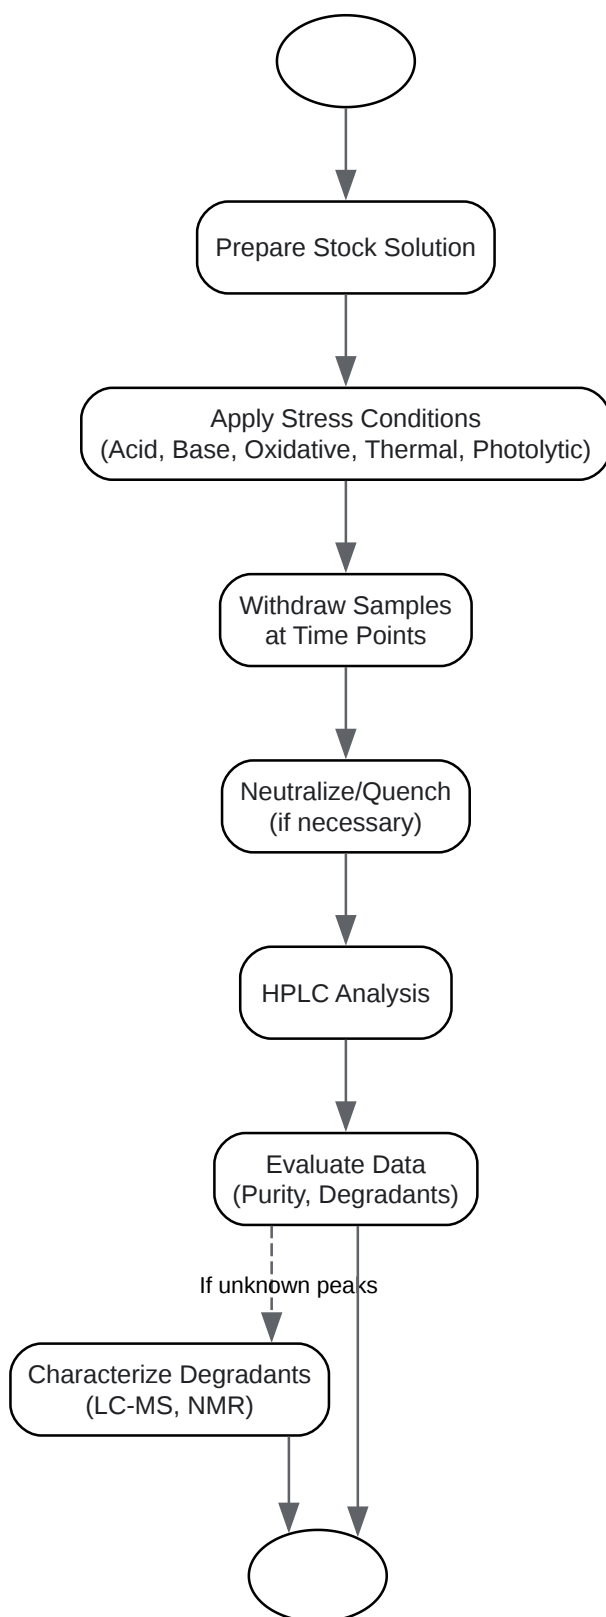 Prepare Stock Solution
Apply Stress Conditions
(Acid, Base, Oxidative, Thermal, Photolytic)
Withdraw Samples
at Time Points
Neutralize/Quench
(if necessary)
HPLC Analysis
Evaluate Data
(Purity, Degradants)
If unknown peaks
Characterize Degradants
(LC-MS, NMR)